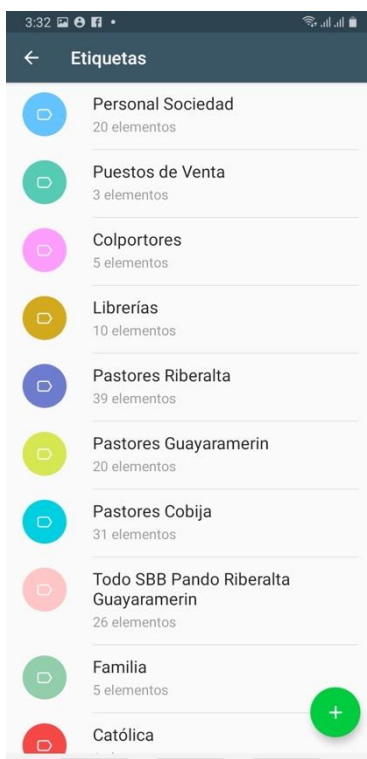 3:32
Etiquetas
Personal Sociedad
20 elementos
Puestos de Venta
3 elementos
Colportores
5 elementos
Librerías
10 elementos
Pastores Riberalta
39 elementos
Pastores Guayaramerin
20 elementos
Pastores Cobija
31 elementos
Todo SBB Pando Riberalta
Guayaramerin
26 elementos
Familia
5 elementos
Católica